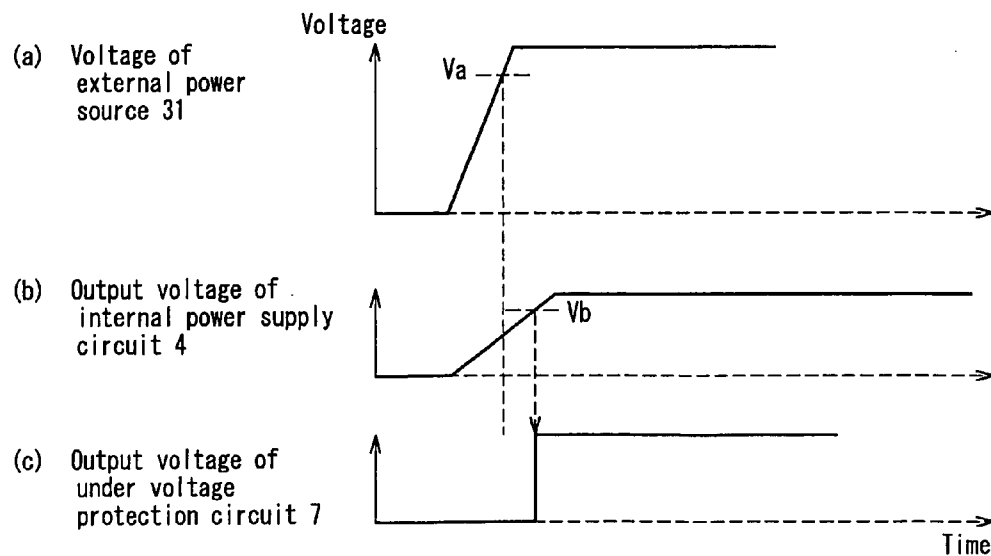 Voltage
(a) Voltage of
external power
source 31
Va
(b) Output voltage of
internal power supply
circuit 4
Vb
(c) Output voltage of
under voltage
protection circuit 7
Time